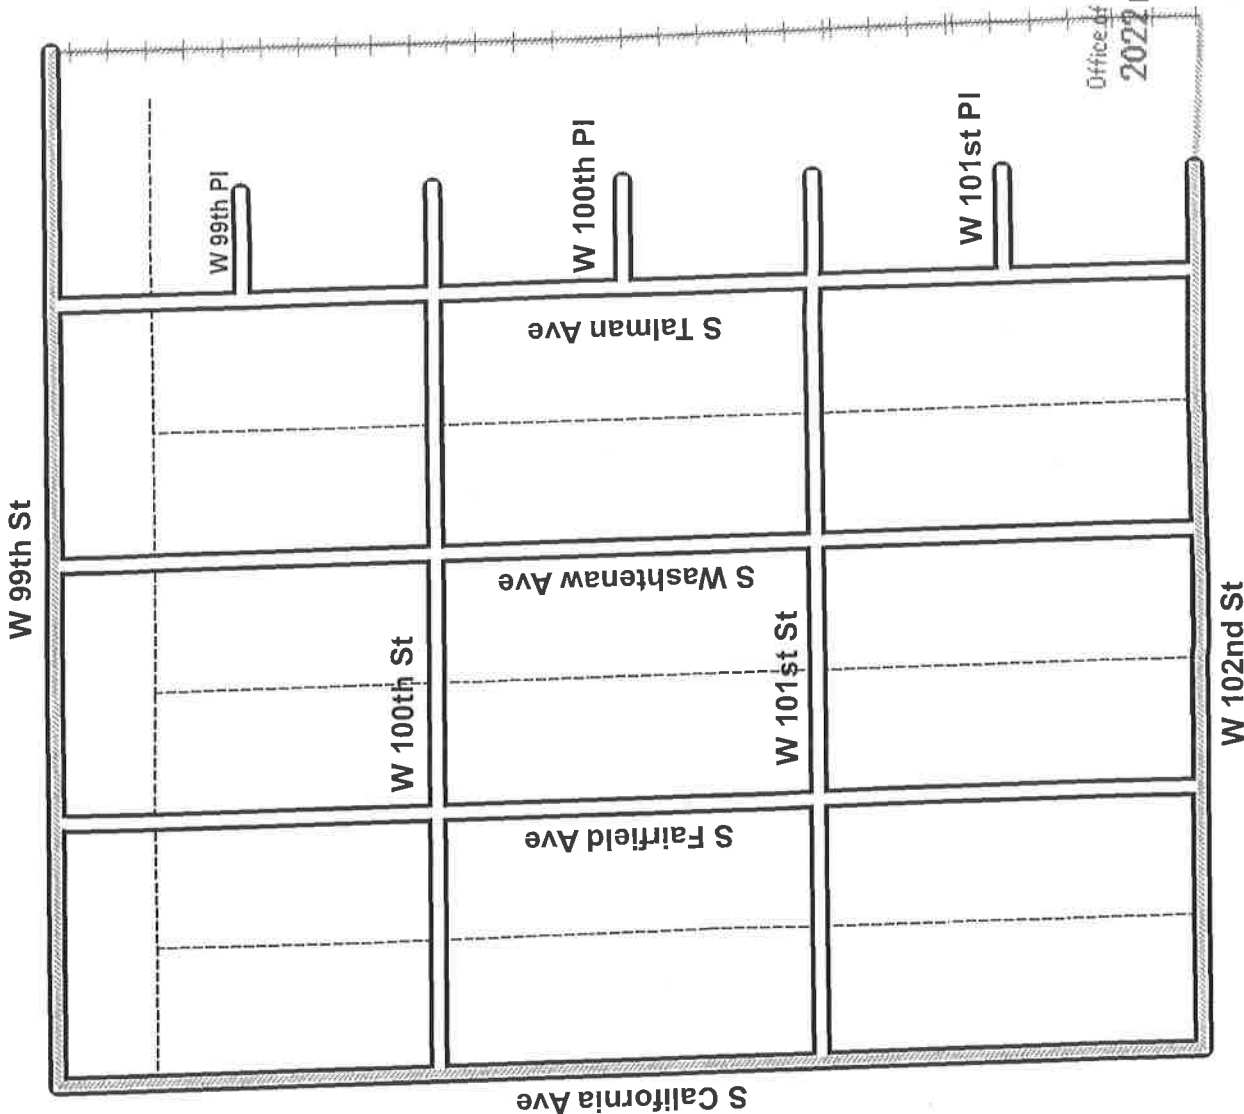 Office of
2022
W 99th St
W 99th Pl
W 100th St
W 100th Pl
W 101st St
W 101st Pl
W 102nd St
S Talman Ave
S Washtenaw Ave
S Fairfield Ave
S California Ave